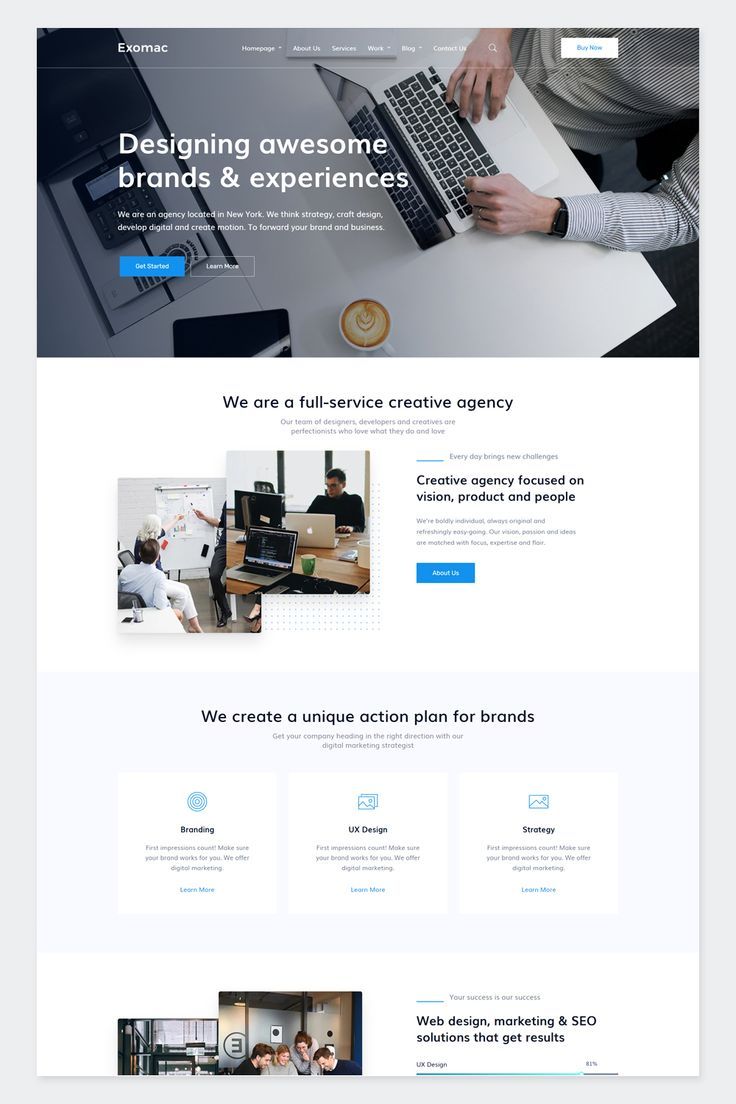 Exomac
Homepage
About Us
Services
Work
Blog
Contact Us
Buy Now
Designing awesome
brands & experiences
We are an agency located in New York. We think strategy, craft design,
develop digital and create motion. To forward your brand and business.
Get Started
Learn More
We are a full-service creative agency
Our team of designers, developers and creatives are
perfectionists who love what they do and love
Every day brings new challenges
Creative agency focused on
vision, product and people
We're boldly individual, always original and
refreshingly easy-going. Our vision, passion and ideas
are matched with focus, expertise and flair.
About Us
We create a unique action plan for brands
Get your company heading in the right direction with our
digital marketing strategist
Branding
First impressions count! Make sure
your brand works for you. We offer
digital marketing.
Learn More
UX Design
First impressions count! Make sure
your brand works for you. We offer
digital marketing.
Learn More
Strategy
First impressions count! Make sure
your brand works for you. We offer
digital marketing.
Learn More
Your success is our success
Web design, marketing & SEO
solutions that get results
UX Design
81%